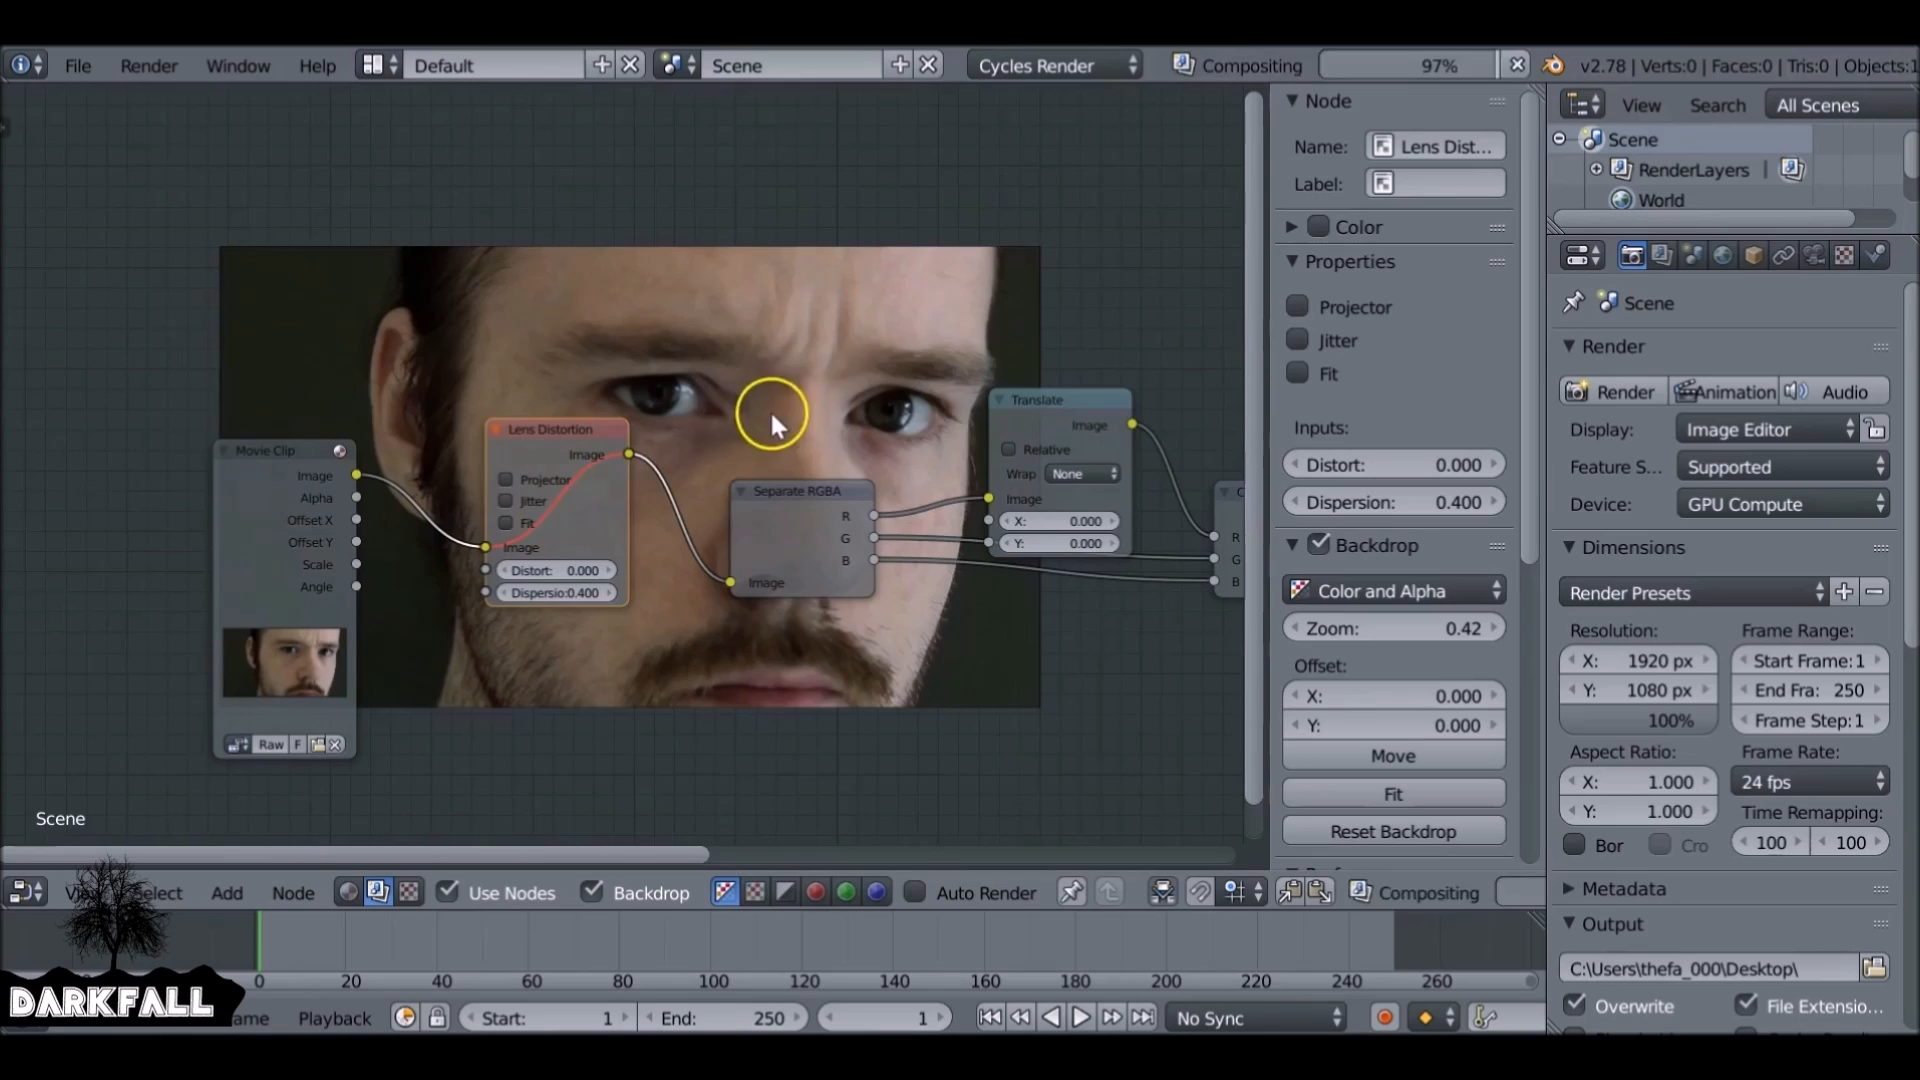 File Render Window Help Default Scene Cycles Render Compositing 97% v2.78 | Verts:0 | Faces:0 | Tris:0 | Objects:1
Node
Name: Lens Dist...
Label:
Color
Properties
Projector
Jitter
Fit
Inputs:
Distort: 0.000
Dispersion: 0.400
Backdrop
Color and Alpha
Zoom: 0.42
Offset:
X: 0.000
Y: 0.000
Move
Fit
Reset Backdrop
Movie Clip
Image
Alpha
Offset X
Offset Y
Scale
Angle
Raw F
Lens Distortion
Image
Projector
Jitter
Fit
Image
Distort: 0.000
Dispersio:0.400
Separate RGBA
R
G
B
Image
Translate
Image
Relative
Wrap None
Image
X: 0.000
Y: 0.000
R
G
B
Scene
View Search All Scenes
Scene
RenderLayers |
World
Scene
Render
Render Animation Audio
Display: Image Editor
Feature S... Supported
Device: GPU Compute
Dimensions
Render Presets
Resolution: Frame Range:
X: 1920 px Start Frame:1
Y: 1080 px End Fra: 250
100% Frame Step:1
Aspect Ratio: Frame Rate:
X: 1.000 24 fps
Y: 1.000 Time Remapping:
Bor Cro 100 100
Metadata
Output
C:\Users\thefa_000\Desktop\
Overwrite File Extensio...
Add Node Use Nodes Backdrop Auto Render Compositing
0 20 40 60 80 100 120 140 160 180 200 220 240 260
Playback Start: 1 End: 250 1 No Sync
DARKFALL